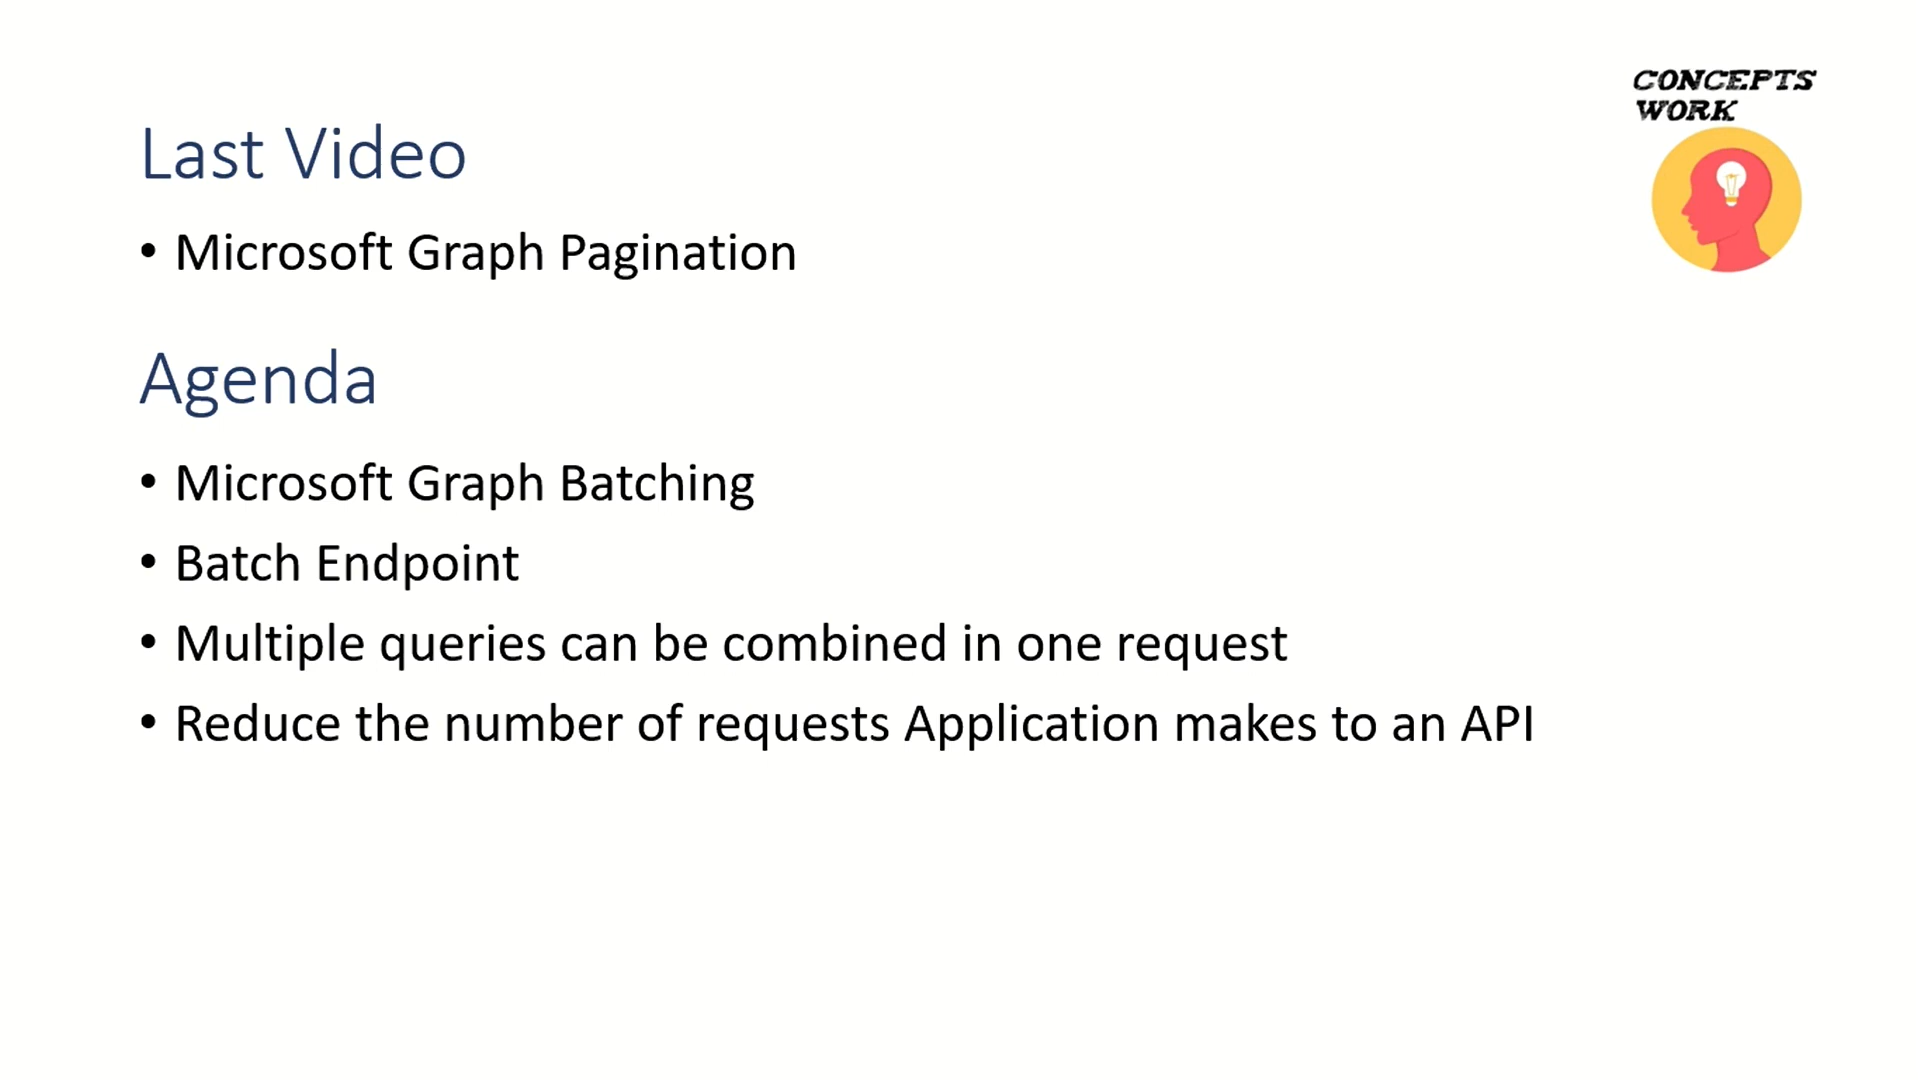 CONCEPTS
WORK
Last Video
• Microsoft Graph Pagination
Agenda
• Microsoft Graph Batching
• Batch Endpoint
• Multiple queries can be combined in one request
• Reduce the number of requests Application makes to an API